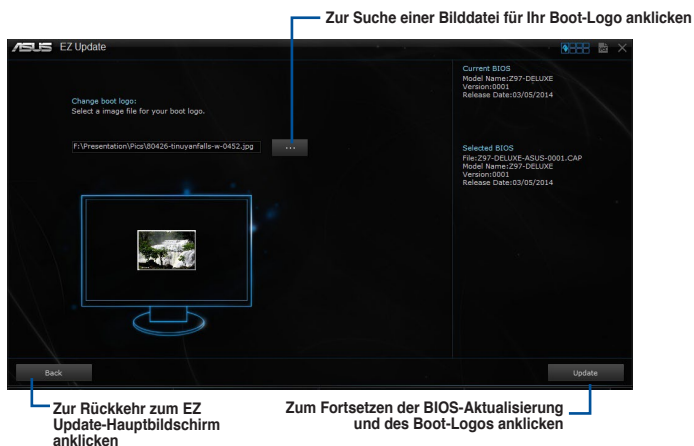 Zur Suche einer Bilddatei für Ihr Boot-Logo anklicken
ASUS EZ Update
Change boot logo:
Select a image file for your boot logo.
F:\Presentation\Pics\80426-tinuyanfalls-w-0452.jpg
...
Current BIOS
Model Name:Z97-DELUXE
Version:0001
Release Date:03/05/2014
Selected BIOS
File:Z97-DELUXE-ASUS-0001.CAP
Model Name:Z97-DELUXE
Version:0001
Release Date:03/05/2014
Back
Update
Zur Rückkehr zum EZ
Update-Hauptbildschirm
anklicken
Zum Fortsetzen der BIOS-Aktualisierung
und des Boot-Logos anklicken